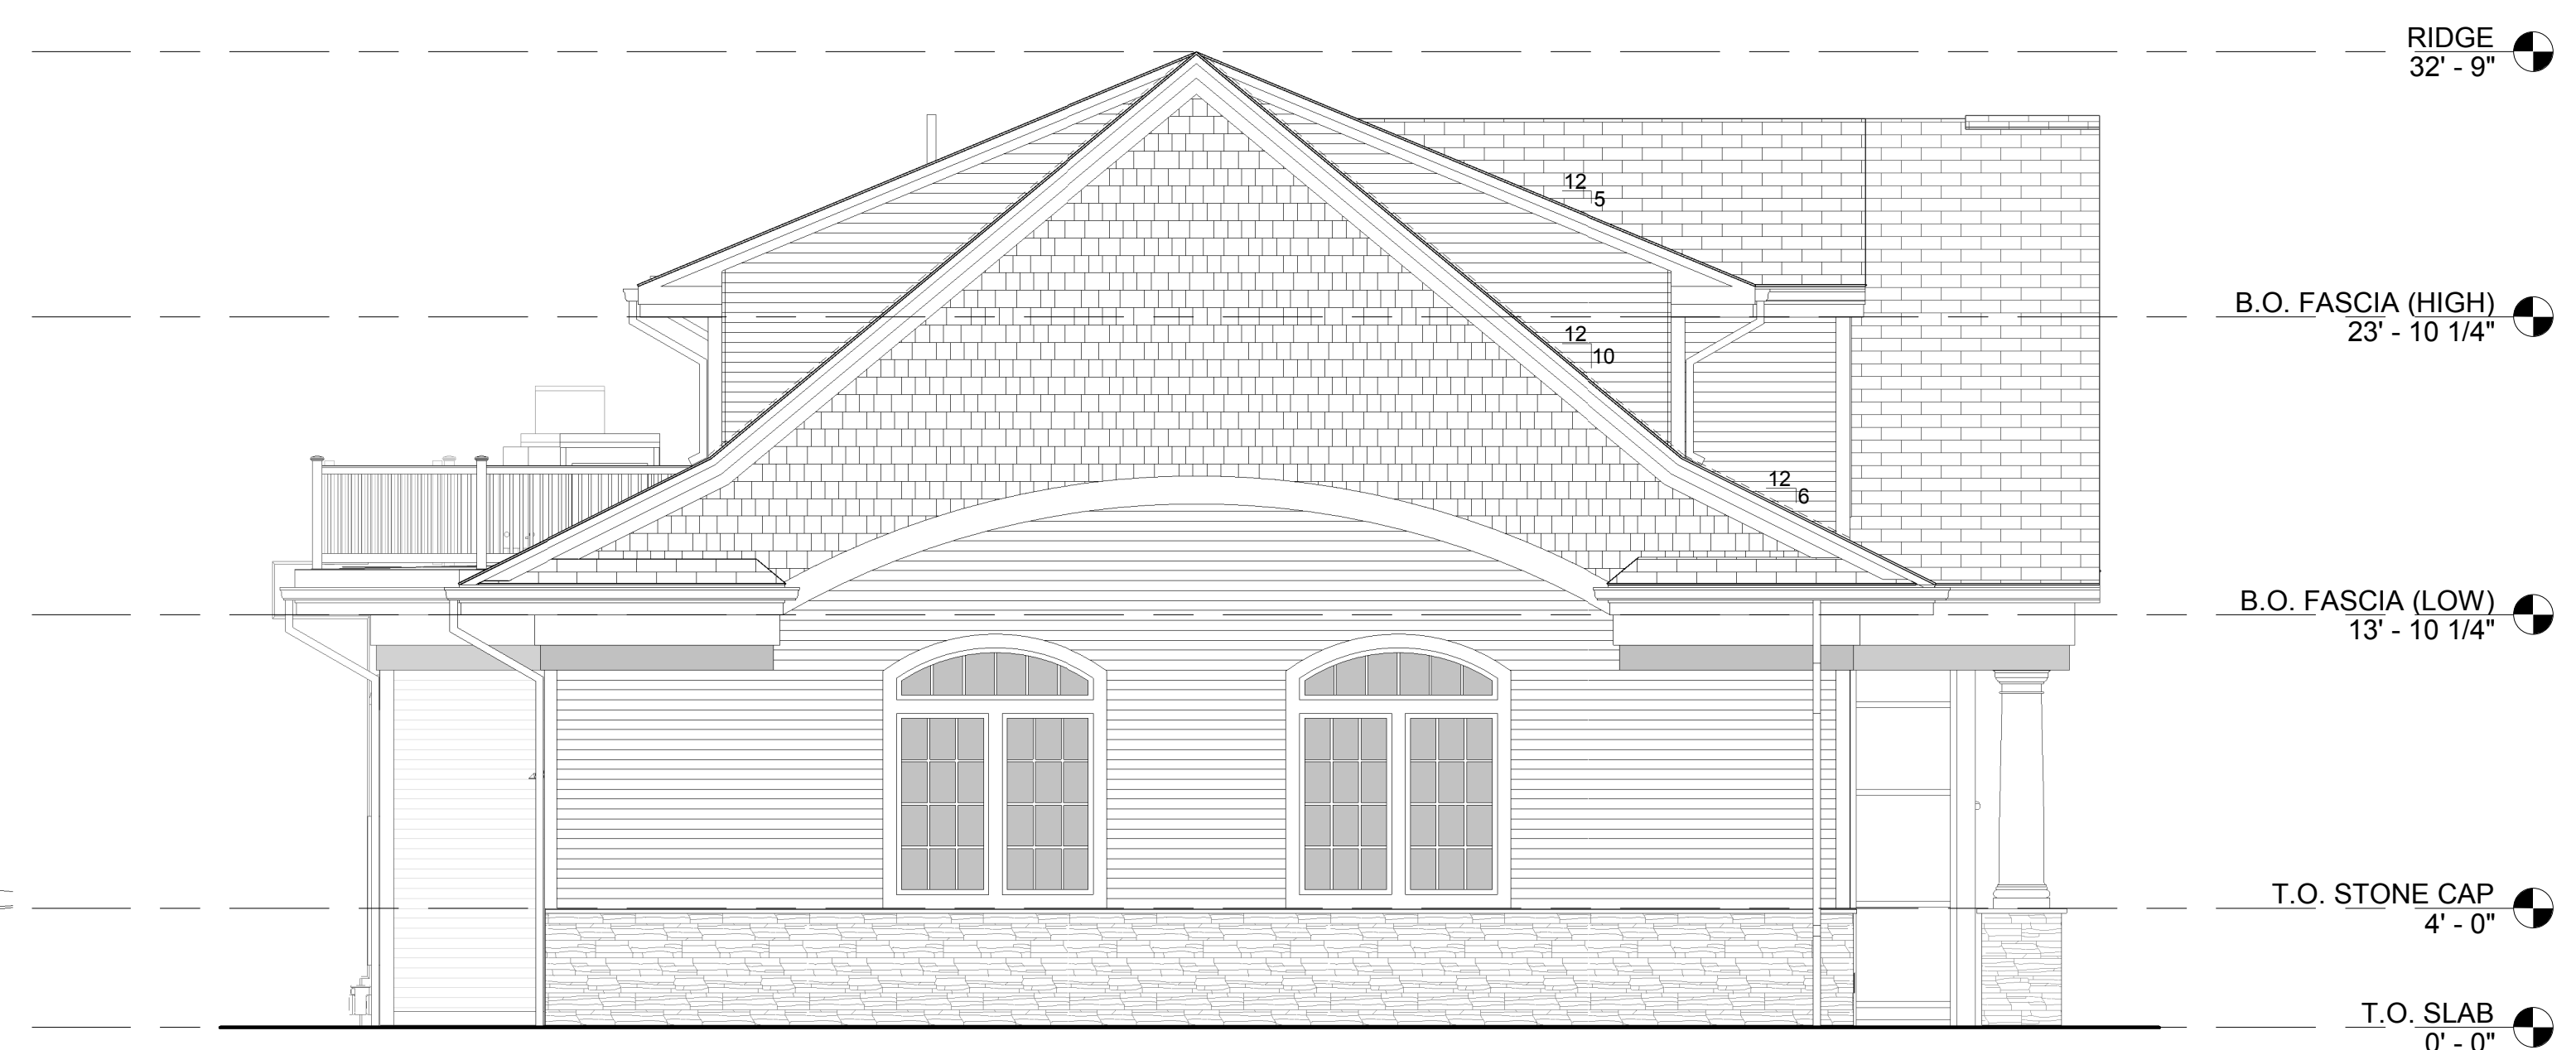 RIDGE
32' - 9"
12
5
B.O. FASCIA (HIGH)
23' - 10 1/4"
12
10
12
6
B.O. FASCIA (LOW)
13' - 10 1/4"
T.O. STONE CAP
4' - 0"
T.O. SLAB
0' - 0"